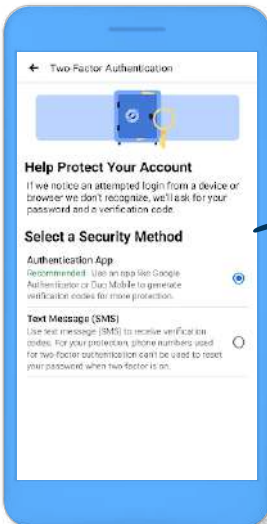 Two-Factor Authentication
Help Protect Your Account
If we notice an attempted login from a device or
browser we don't recognize, we'll ask for your
password and a verification code.
Select a Security Method
Authentication App
Recommended · Use an app like Google
Authenticator or Duo Mobile to generate
verification codes for more protection.
Text Message (SMS)
Use text message (SMS) to receive verification
codes. For your protection, phone numbers used
for two-factor authentication can't be used to reset
your password when two-factor is on.